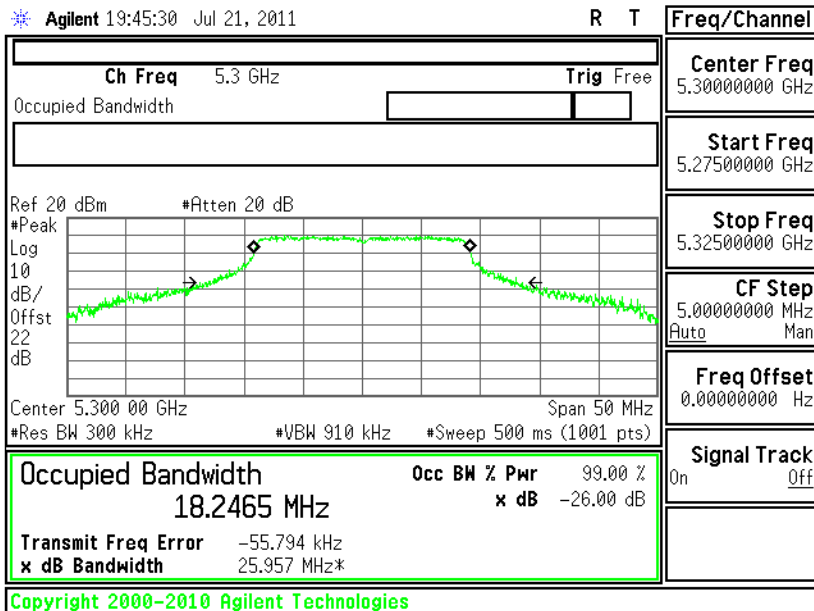 Agilent 19:45:30 Jul 21, 2011 R T
Freq/Channel
Ch Freq 5.3 GHz Trig Free
Occupied Bandwidth
Center Freq
5.30000000 GHz
Start Freq
5.27500000 GHz
Stop Freq
5.32500000 GHz
CF Step
5.00000000 MHz
Auto Man
Freq Offset
0.00000000 Hz
Signal Track
On Off
Ref 20 dBm #Atten 20 dB
#Peak
Log
10
dB/
Offst
22
dB
Center 5.300 00 GHz Span 50 MHz
#Res BW 300 kHz #VBW 910 kHz #Sweep 500 ms (1001 pts)
Occupied Bandwidth Occ BW % Pwr 99.00 %
18.2465 MHz x dB -26.00 dB
Transmit Freq Error -55.794 kHz
x dB Bandwidth 25.957 MHz*
Copyright 2000-2010 Agilent Technologies